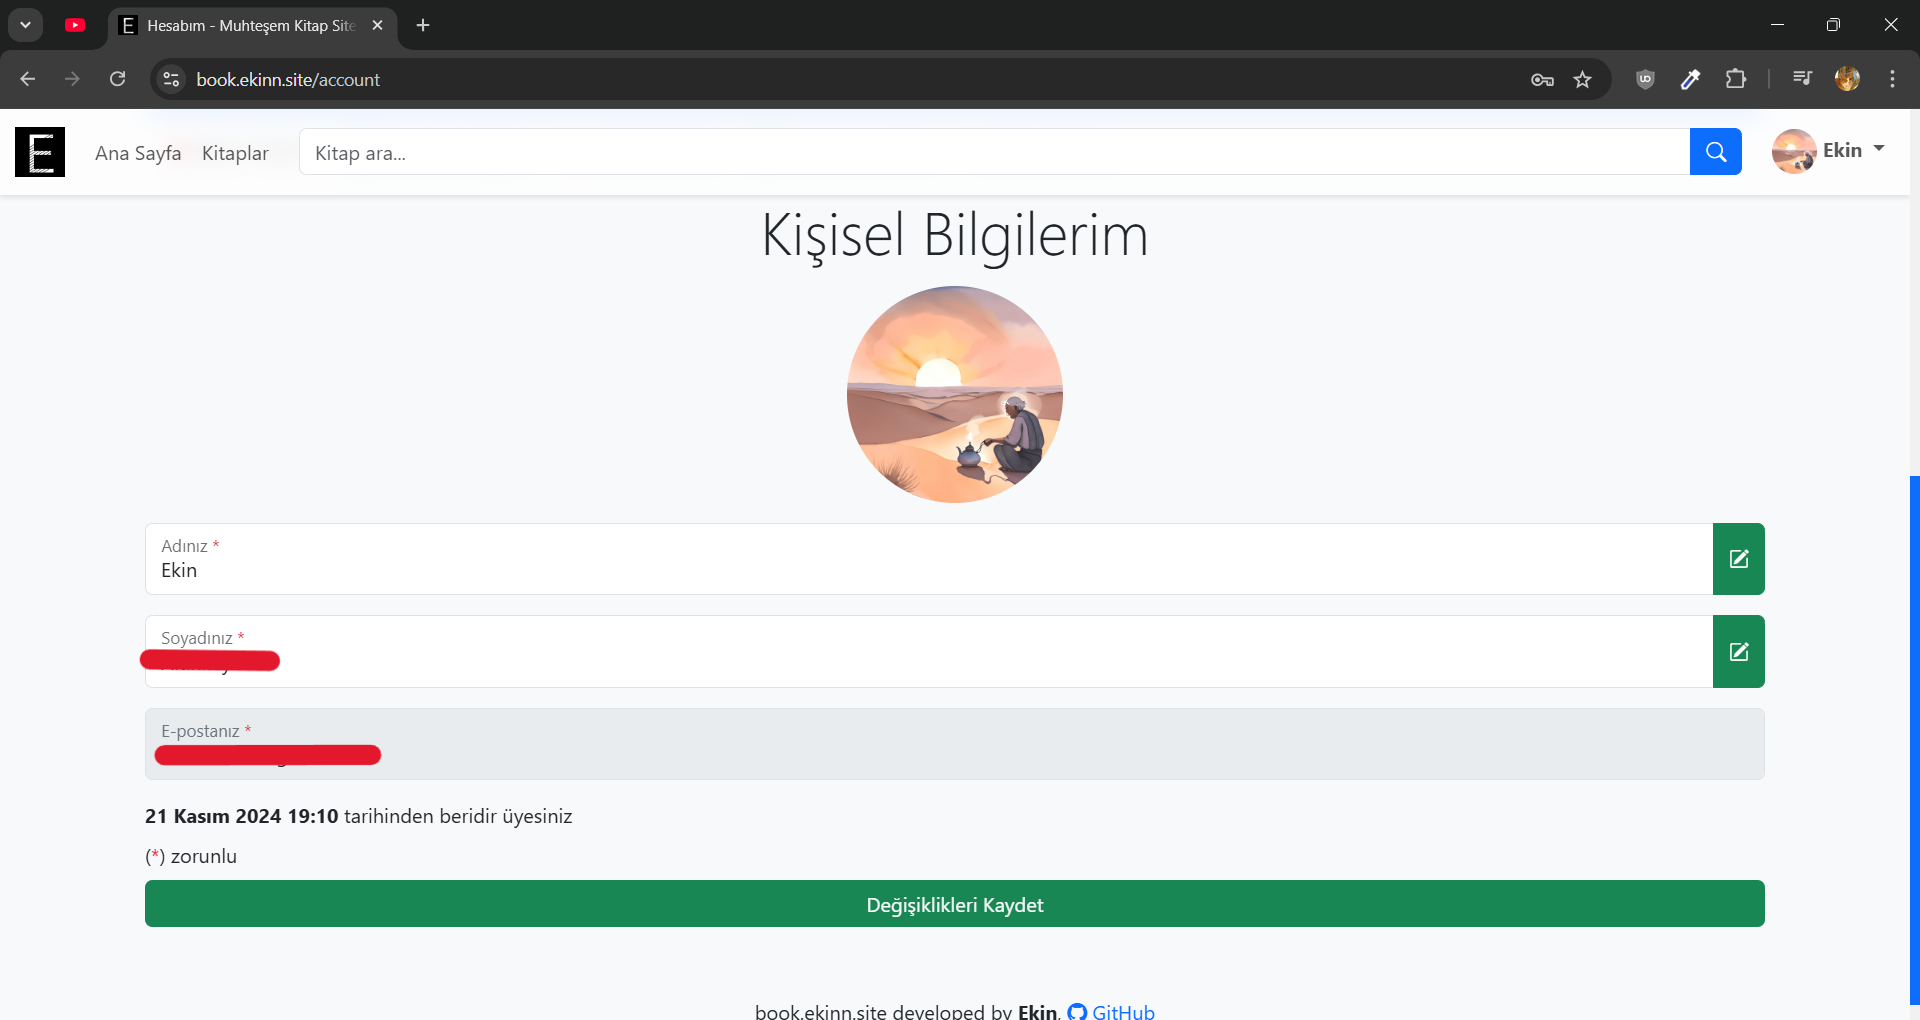 Hesabım - Muhteşem Kitap Site
book.ekinn.site/account
E Ana Sayfa Kitaplar Kitap ara... Ekin
Kişisel Bilgilerim
Adınız *
Ekin
Soyadınız *
E-postanız *
21 Kasım 2024 19:10 tarihinden beridir üyesiniz
(*) zorunlu
Değişiklikleri Kaydet
book.ekinn.site developed by Ekin. GitHub